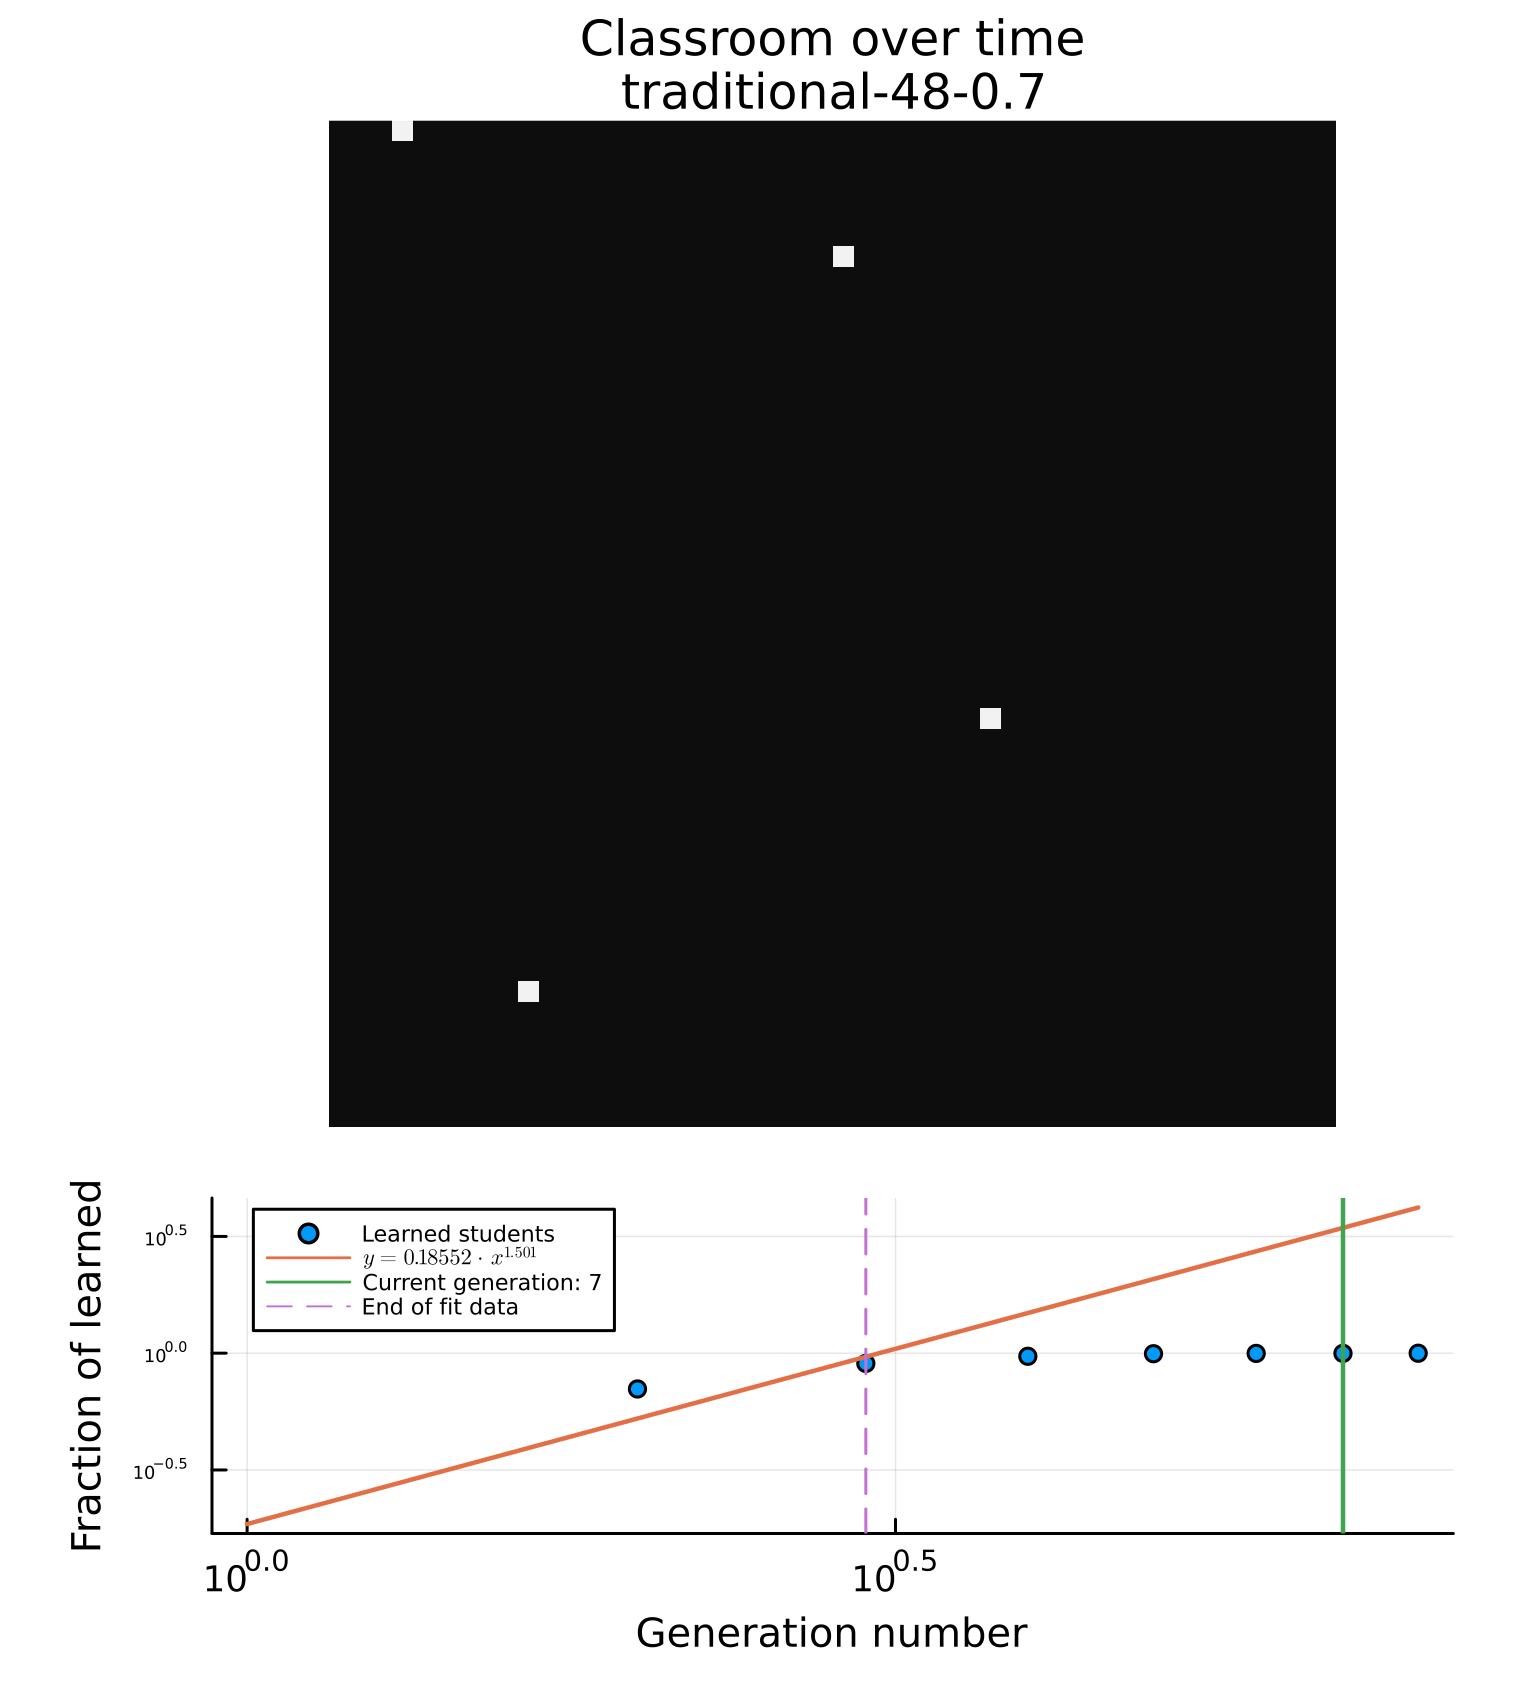 Classroom over time
traditional-48-0.7
Fraction of learned
10^0.5
10^0.0
10^−0.5
Learned students
y = 0.18552 · x^1.501
Current generation: 7
End of fit data
10^0.0
10^0.5
Generation number